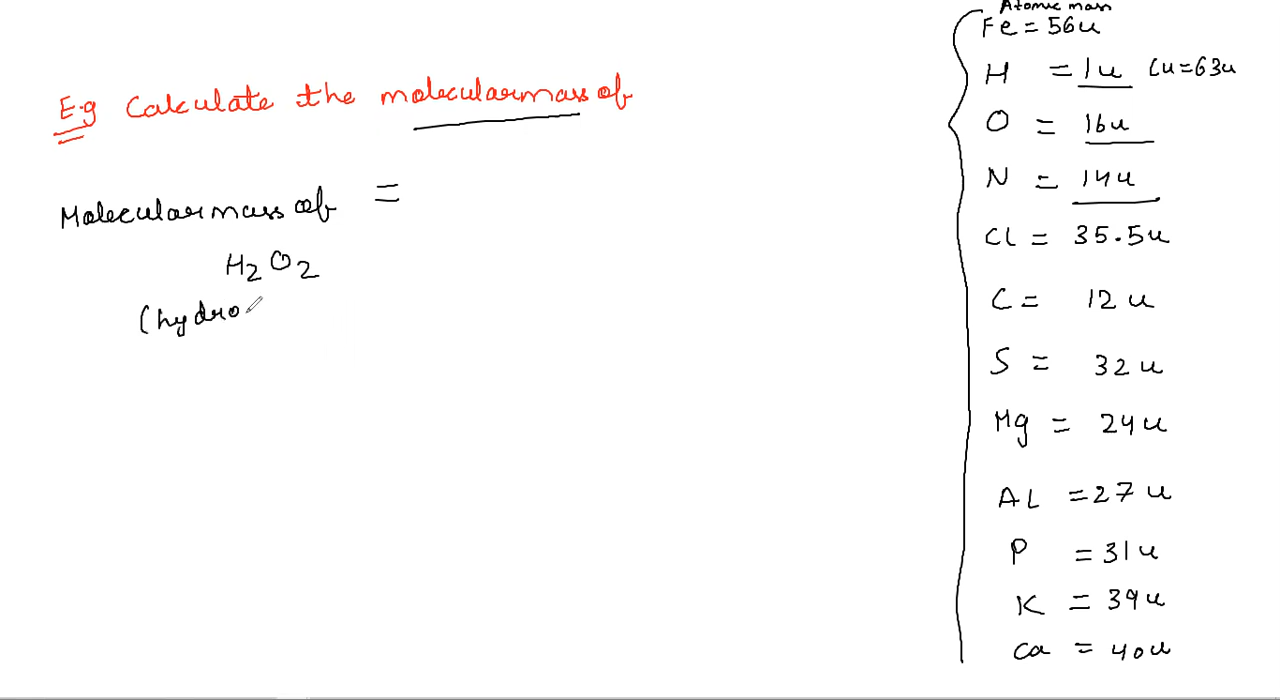 E.g Calculate the molecularmass of
Molecularmass of =
H2O2
(hydro
Atomic mass
Fe = 56u
H = 1u Cu=63u
O = 16u
N = 14u
Cl = 35.5u
C = 12u
S = 32u
Mg = 24u
AL = 27u
P = 31u
K = 39u
Ca = 40u